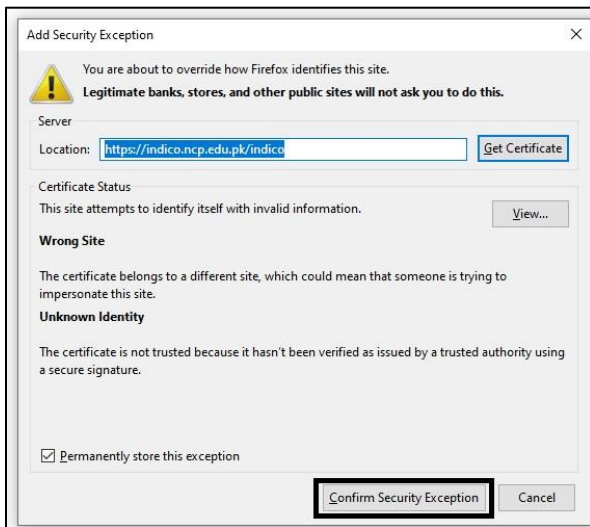 Add Security Exception
You are about to override how Firefox identifies this site.
Legitimate banks, stores, and other public sites will not ask you to do this.
Server
Location: https://indico.ncp.edu.pk/indico Get Certificate
Certificate Status
This site attempts to identify itself with invalid information. View...
Wrong Site
The certificate belongs to a different site, which could mean that someone is trying to
impersonate this site.
Unknown Identity
The certificate is not trusted because it hasn't been verified as issued by a trusted authority using
a secure signature.
Permanently store this exception
Confirm Security Exception Cancel